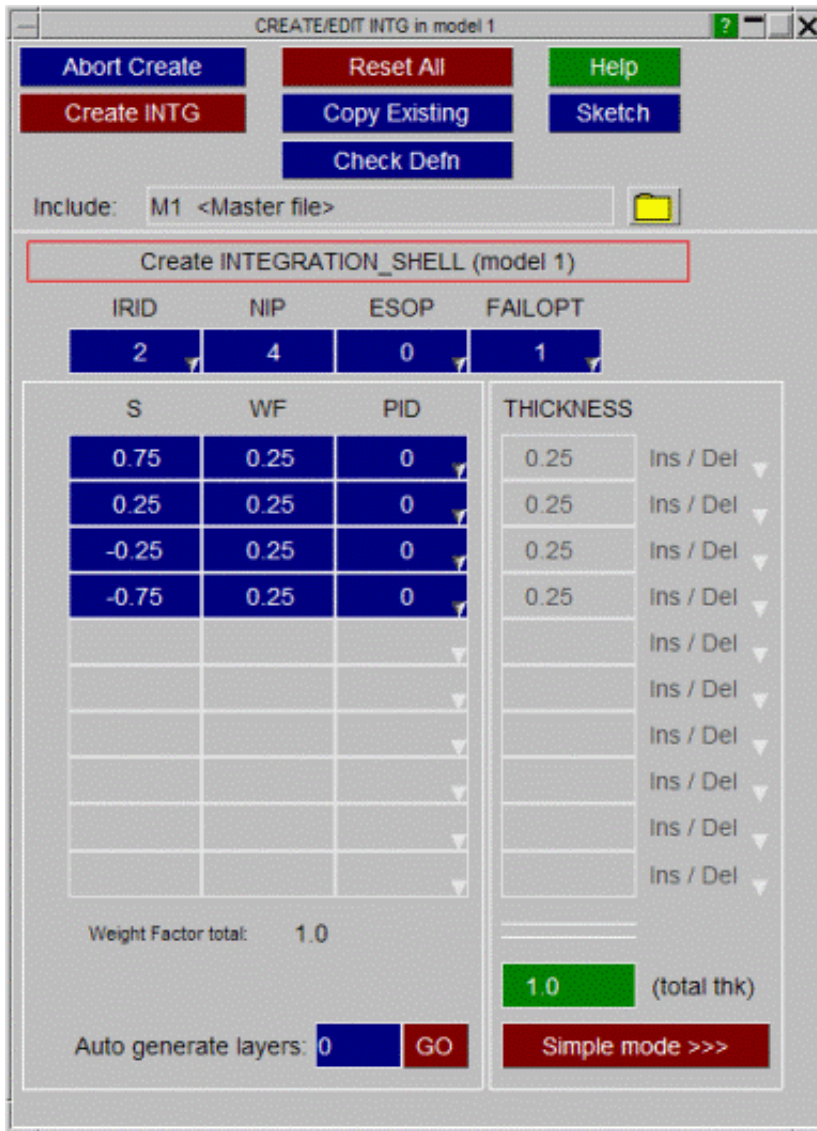 CREATE/EDIT INTG in model 1 ?
Abort Create Reset All Help
Create INTG Copy Existing Sketch
Check Defn
Include: M1 <Master file>
Create INTEGRATION_SHELL (model 1)
IRID NIP ESOP FAILOPT
2 4 0 1
S WF PID THICKNESS
0.75 0.25 0 0.25 Ins / Del
0.25 0.25 0 0.25 Ins / Del
-0.25 0.25 0 0.25 Ins / Del
-0.75 0.25 0 0.25 Ins / Del
Ins / Del
Ins / Del
Ins / Del
Ins / Del
Ins / Del
Ins / Del
Weight Factor total: 1.0
1.0 (total thk)
Auto generate layers: 0 GO Simple mode >>>